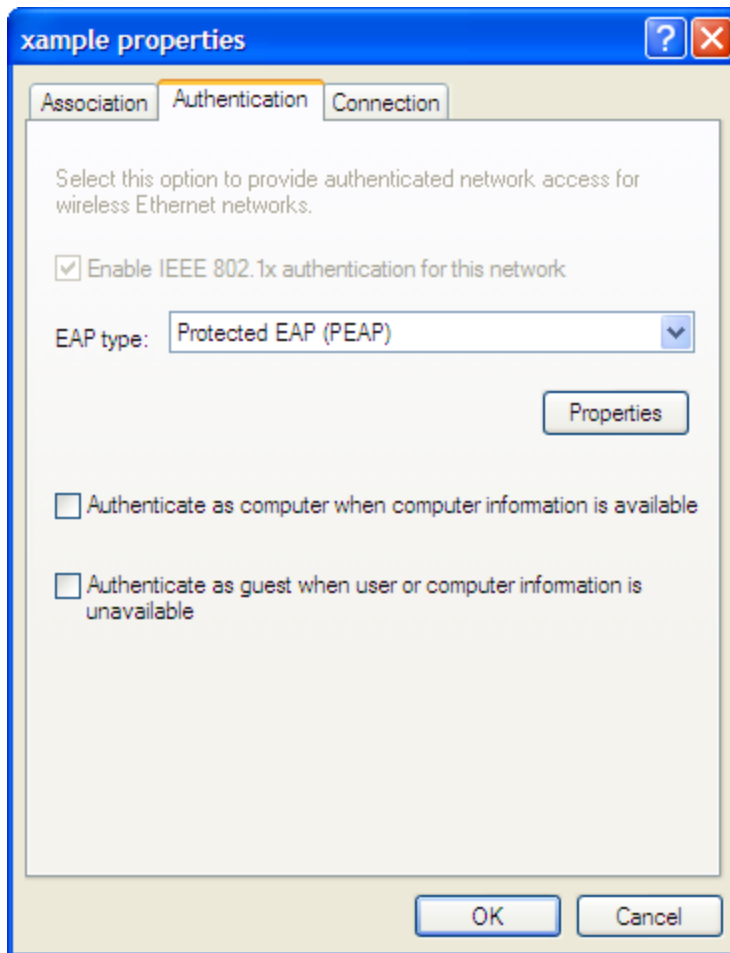 xample properties
Association Authentication Connection
Select this option to provide authenticated network access for
wireless Ethernet networks.
Enable IEEE 802.1x authentication for this network
EAP type: Protected EAP (PEAP)
Properties
Authenticate as computer when computer information is available
Authenticate as guest when user or computer information is
unavailable
OK Cancel